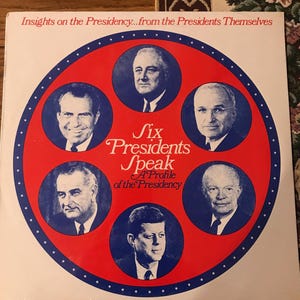 Insights on the Presidency...from the Presidents Themselves
Six
Presidents
Speak
A Profile
of the Presidency